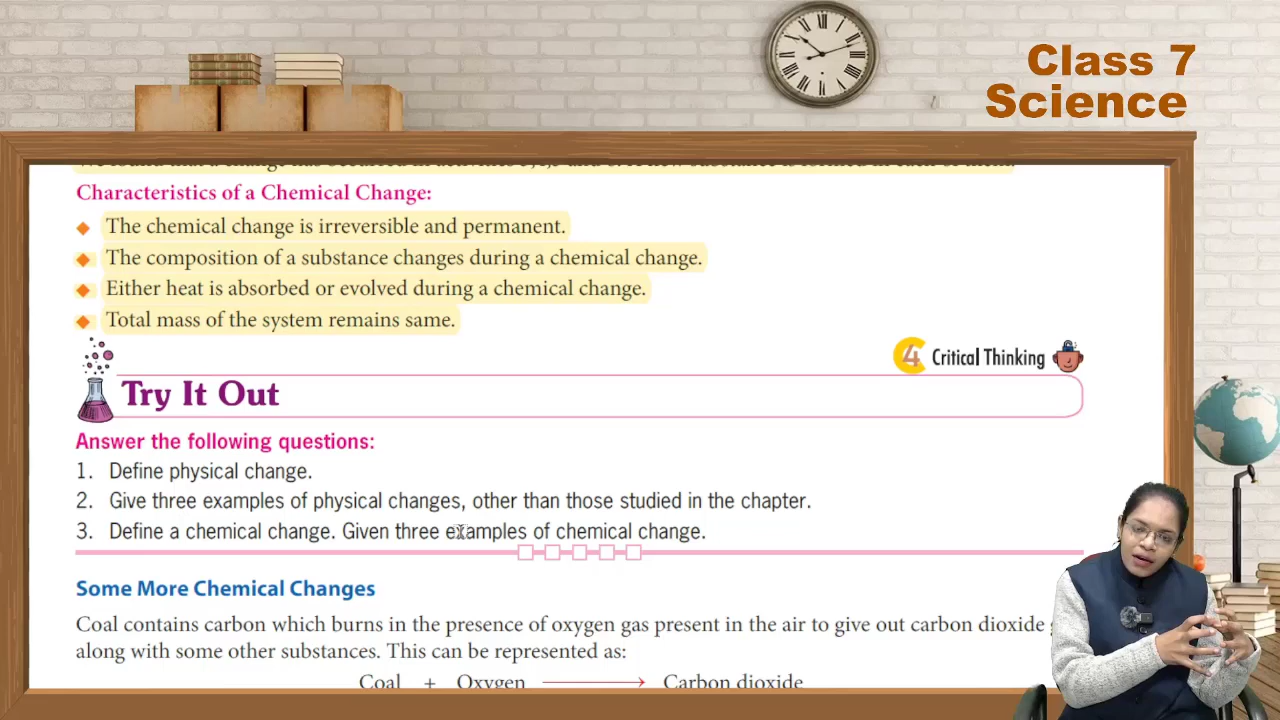 Class 7
Science
Characteristics of a Chemical Change:
The chemical change is irreversible and permanent.
The composition of a substance changes during a chemical change.
Either heat is absorbed or evolved during a chemical change.
Total mass of the system remains same.
4 Critical Thinking
Try It Out
Answer the following questions:
1. Define physical change.
2. Give three examples of physical changes, other than those studied in the chapter.
3. Define a chemical change. Given three examples of chemical change.
Some More Chemical Changes
Coal contains carbon which burns in the presence of oxygen gas present in the air to give out carbon dioxide
along with some other substances. This can be represented as:
Coal + Oxygen ⟶ Carbon dioxide